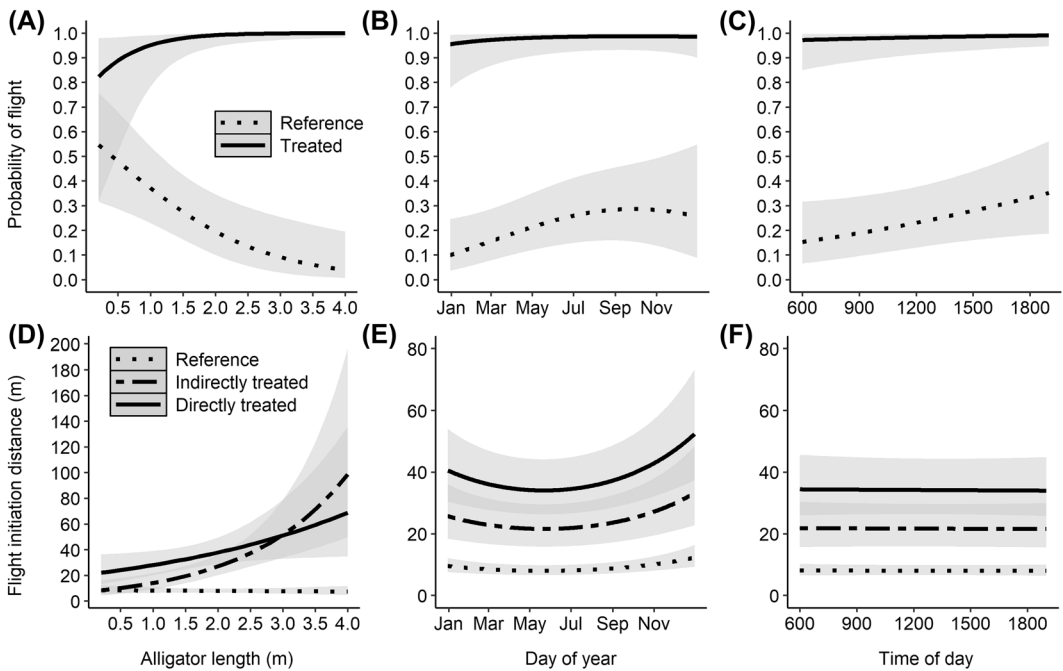 (A) (B) (C)
Probability of flight
1.0 0.9 0.8 0.7 0.6 0.5 0.4 0.3 0.2 0.1 0.0
Reference
Treated
0.5 1.0 1.5 2.0 2.5 3.0 3.5 4.0
1.0 0.9 0.8 0.7 0.6 0.5 0.4 0.3 0.2 0.1 0.0
Jan Mar May Jul Sep Nov
1.0 0.9 0.8 0.7 0.6 0.5 0.4 0.3 0.2 0.1 0.0
600 900 1200 1500 1800
(D) (E) (F)
Flight initiation distance (m)
200 180 160 140 120 100 80 60 40 20 0
Reference
Indirectly treated
Directly treated
0.5 1.0 1.5 2.0 2.5 3.0 3.5 4.0
Alligator length (m)
80 60 40 20 0
Jan Mar May Jul Sep Nov
Day of year
80 60 40 20 0
600 900 1200 1500 1800
Time of day